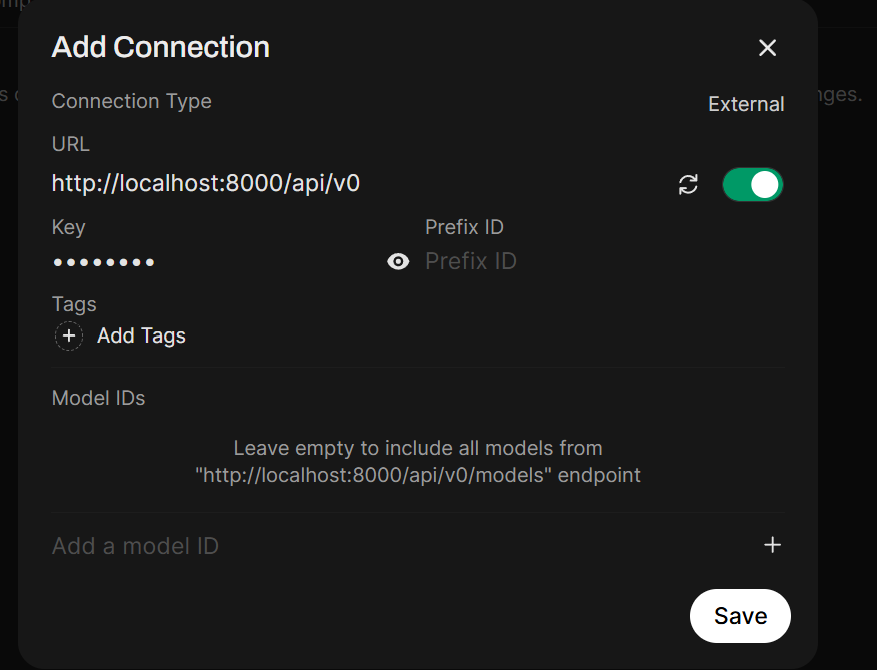 Add Connection
Connection Type
External
URL
http://localhost:8000/api/v0
Key
Prefix ID
••••••••
Prefix ID
Tags
+ Add Tags
Model IDs
Leave empty to include all models from
"http://localhost:8000/api/v0/models" endpoint
Add a model ID
Save